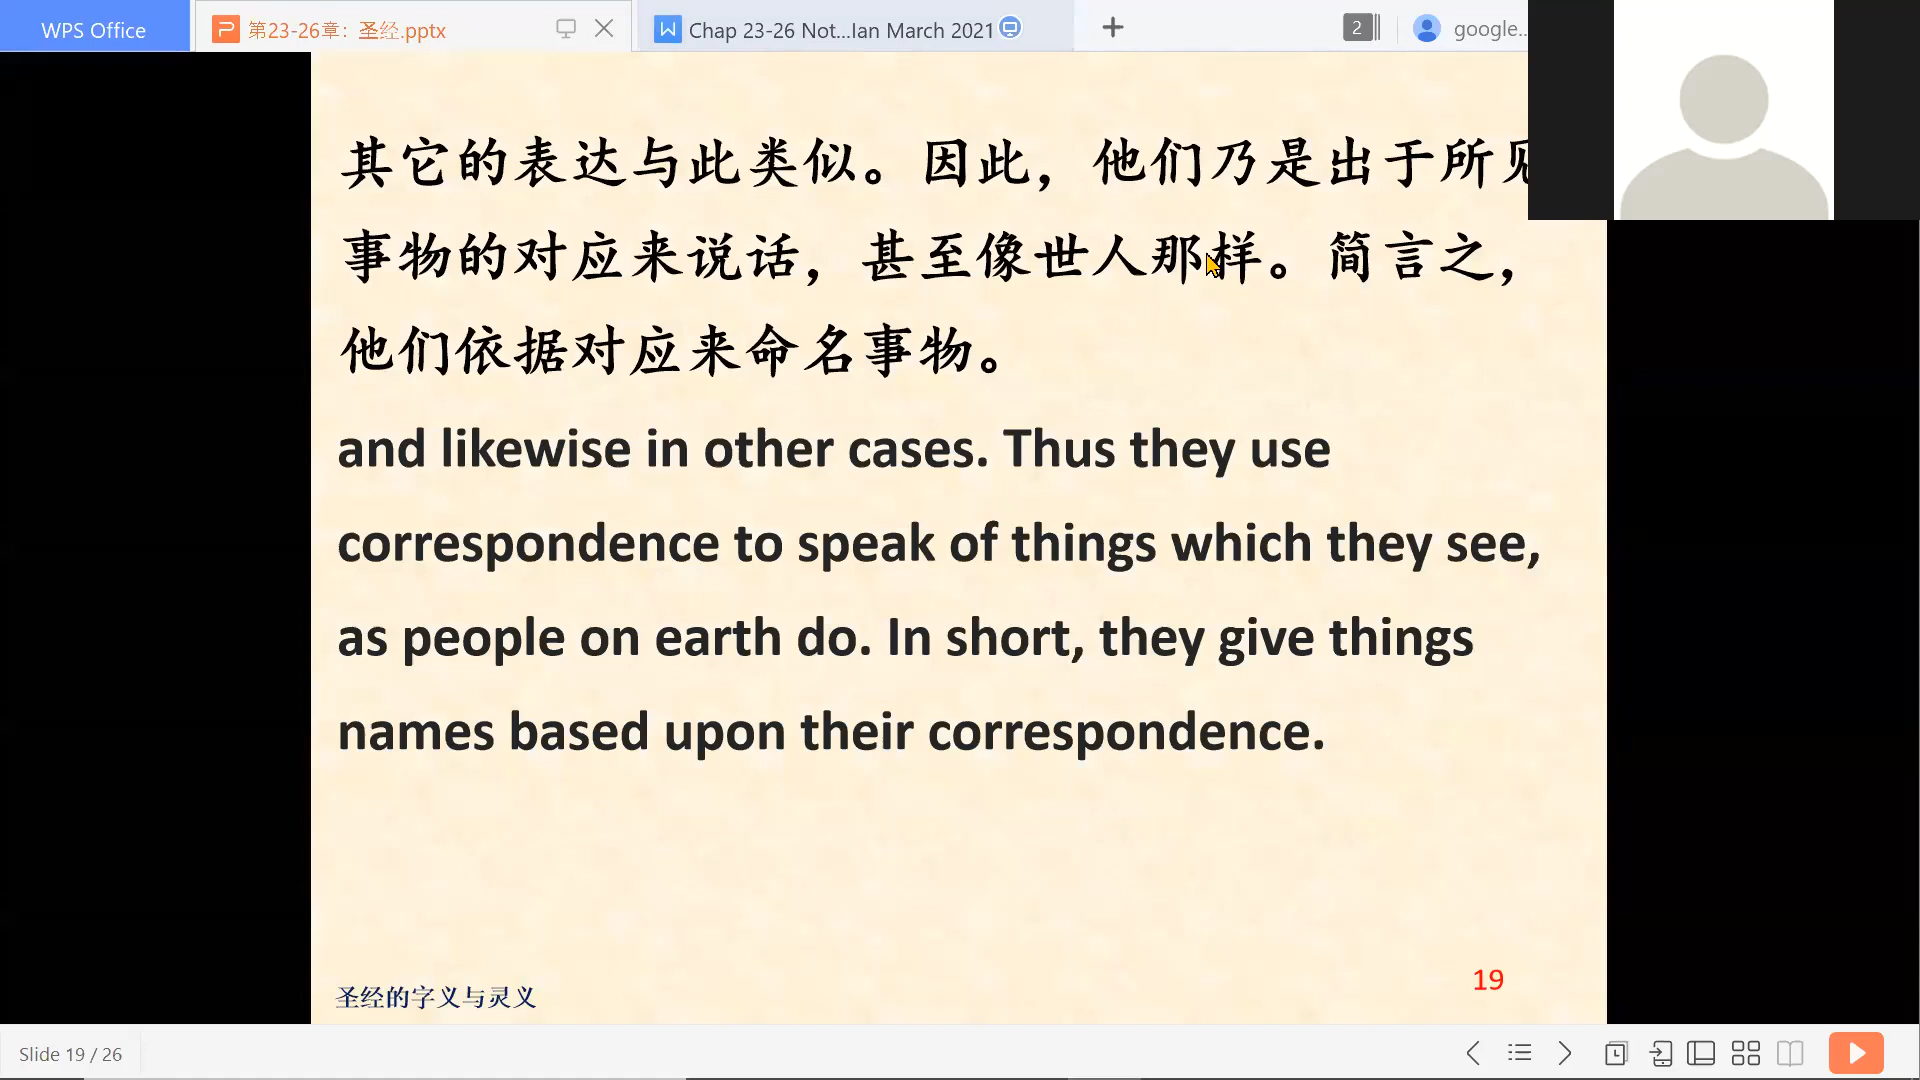 WPS Office
第23-26章：圣经.pptx
Chap 23-26 Not...Ian March 2021
2
google..
其它的表达与此类似。因此，他们乃是出于所见
事物的对应来说话，甚至像世人那样。简言之，
他们依据对应来命名事物。
and likewise in other cases. Thus they use
correspondence to speak of things which they see,
as people on earth do. In short, they give things
names based upon their correspondence.
圣经的字义与灵义
19
Slide 19 / 26